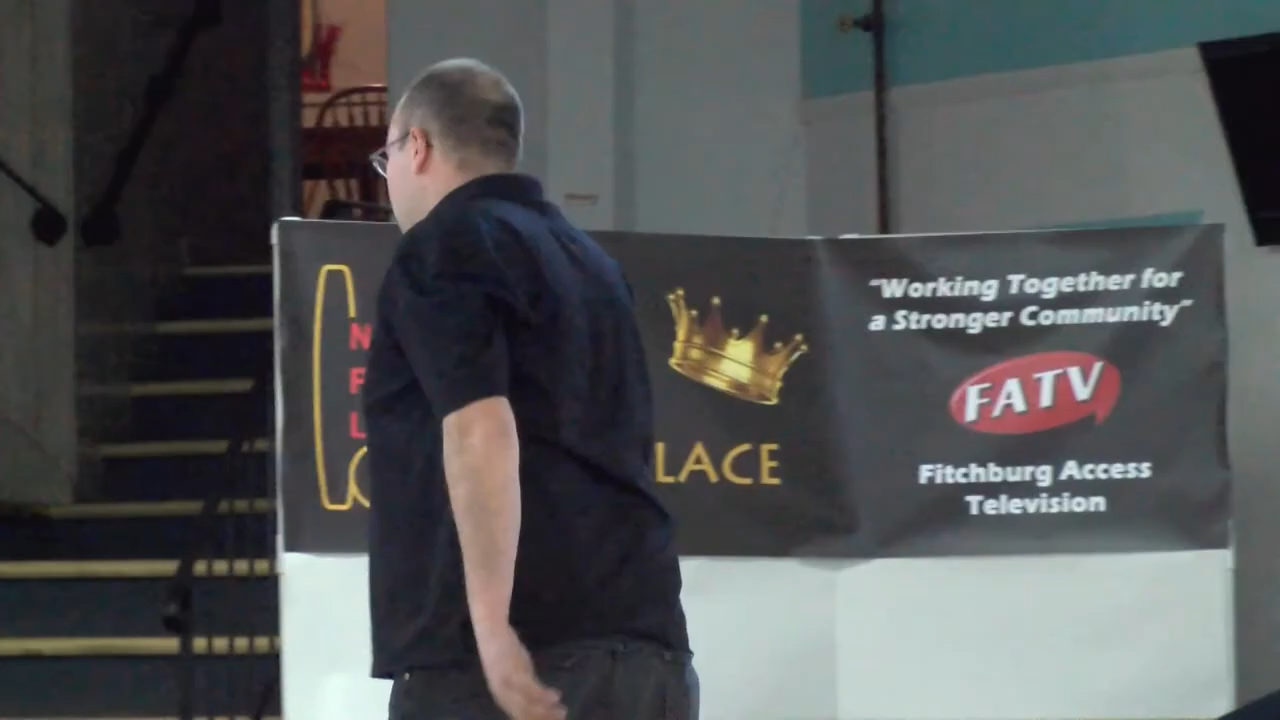 N
F
L
LACE
"Working Together for
a Stronger Community"
FATV
Fitchburg Access
Television